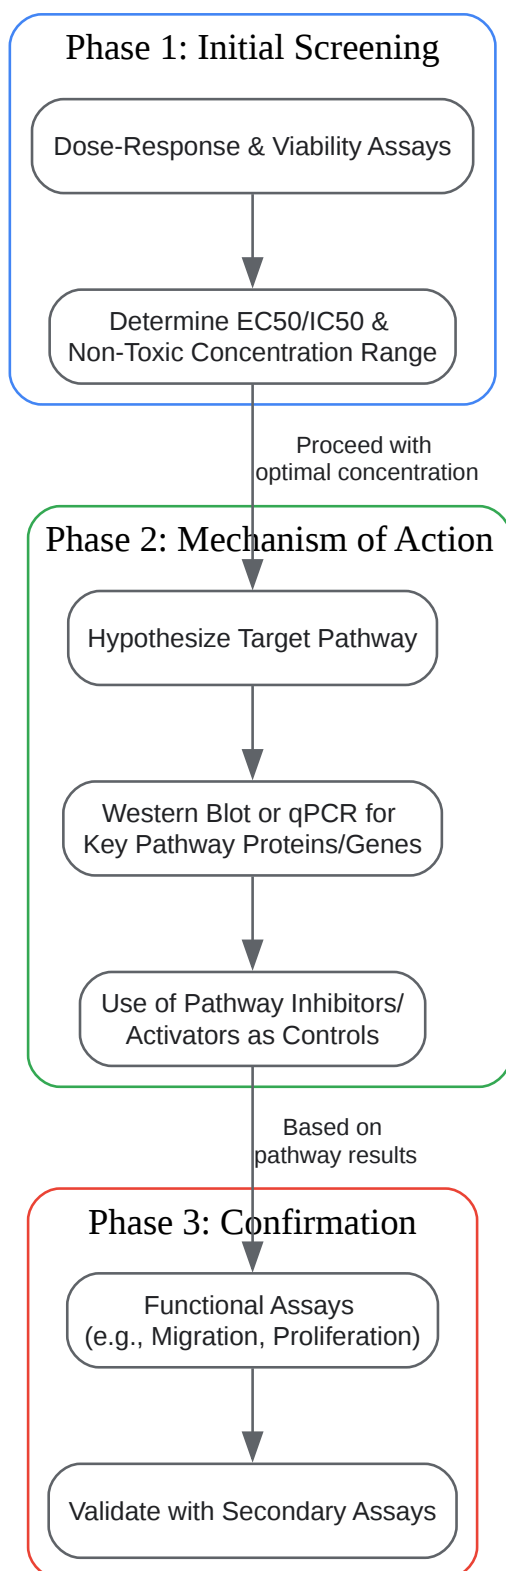 Phase 1: Initial Screening
Dose-Response & Viability Assays
Determine EC50/IC50 &
Non-Toxic Concentration Range
Proceed with
optimal concentration
Phase 2: Mechanism of Action
Hypothesize Target Pathway
Western Blot or qPCR for
Key Pathway Proteins/Genes
Use of Pathway Inhibitors/
Activators as Controls
Based on
pathway results
Phase 3: Confirmation
Functional Assays
(e.g., Migration, Proliferation)
Validate with Secondary Assays